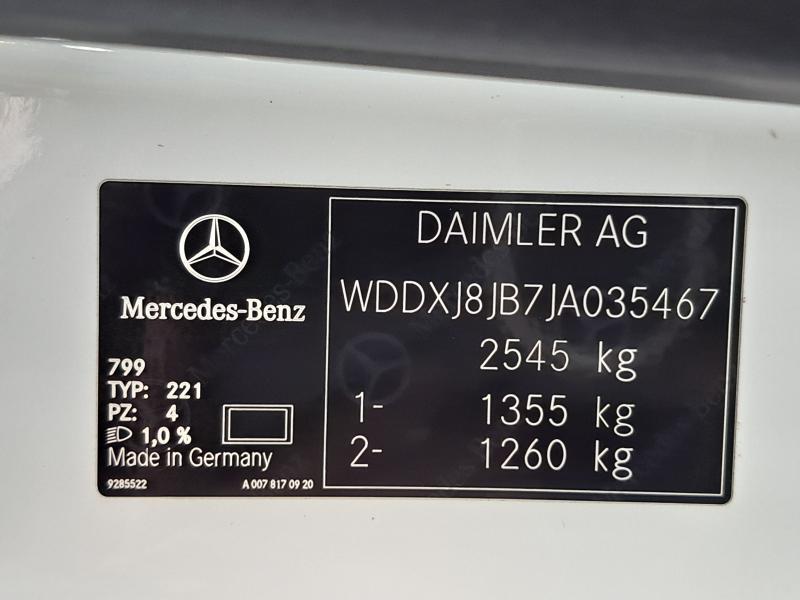 Mercedes-Benz
799
TYP: 221
PZ: 4
1,0 %
Made in Germany
9285522 A 007 817 09 20
DAIMLER AG
WDDXJ8JB7JA035467
2545 kg
1- 1355 kg
2- 1260 kg